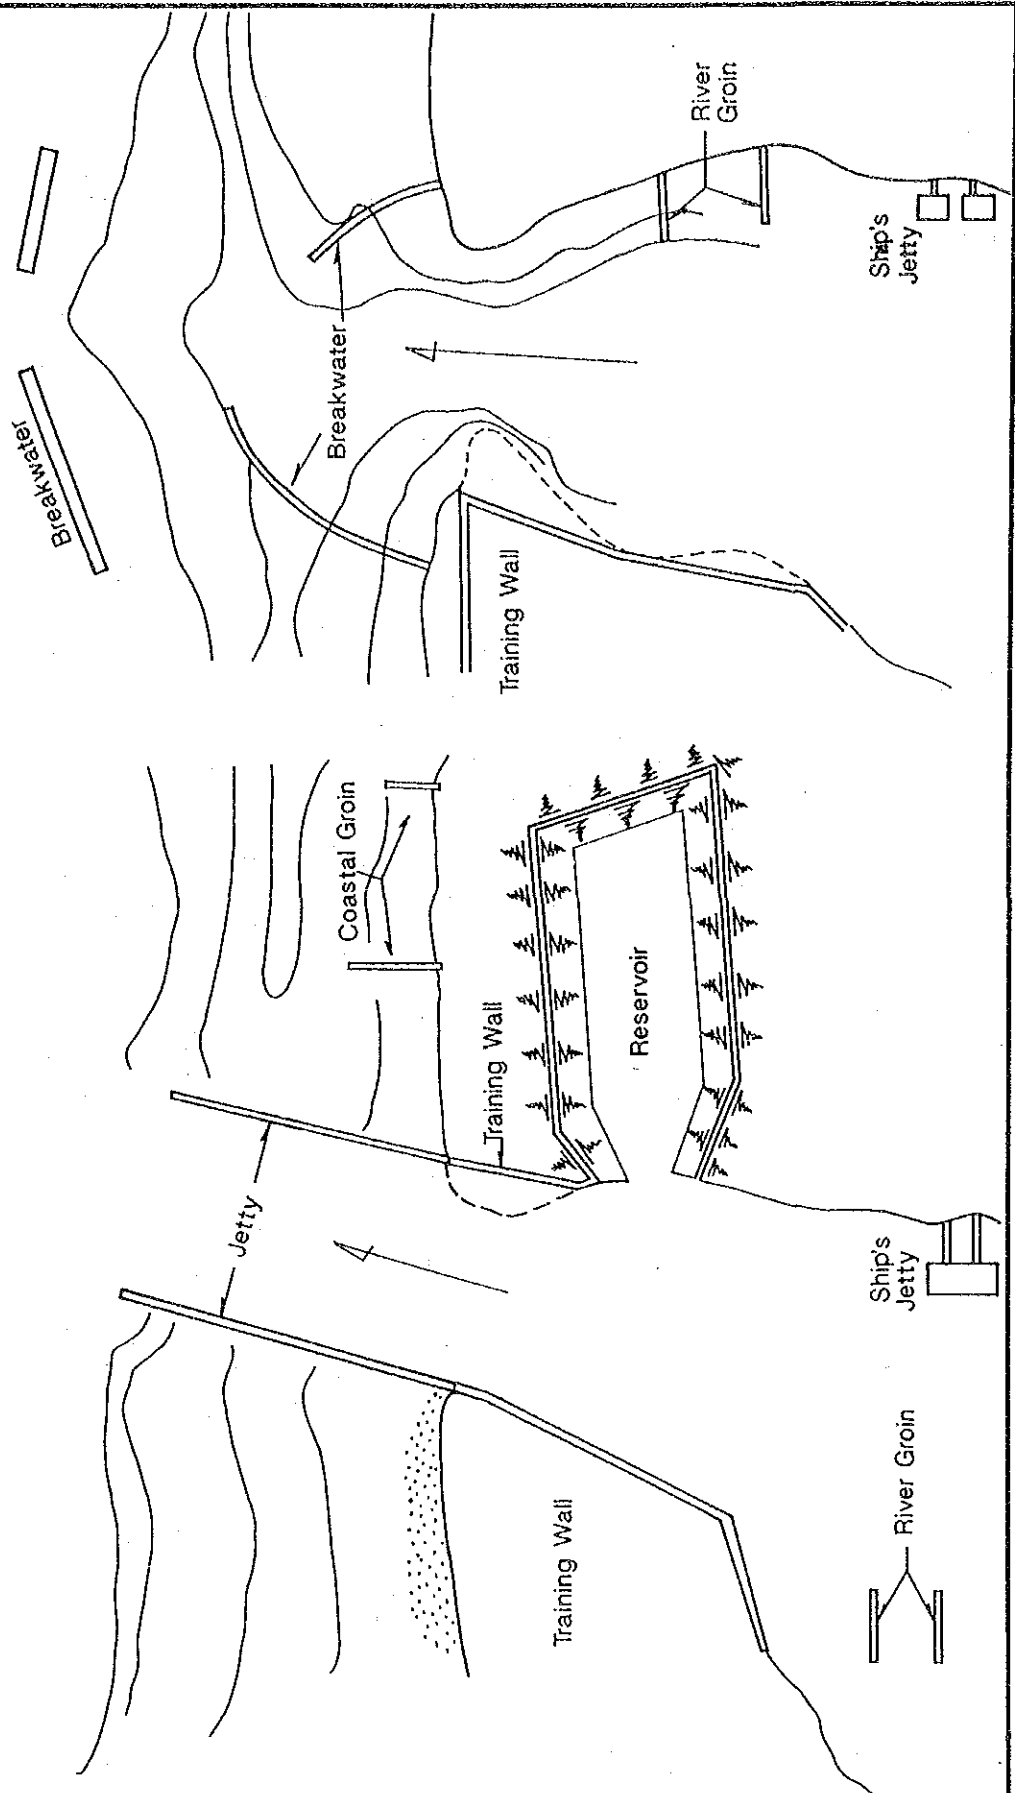 Breakwater
Breakwater
River
Groin
Ship's
Jetty
Training Wall
Coastal Groin
Training Wall
Reservoir
Jetty
Ship's
Jetty
Training Wall
River Groin